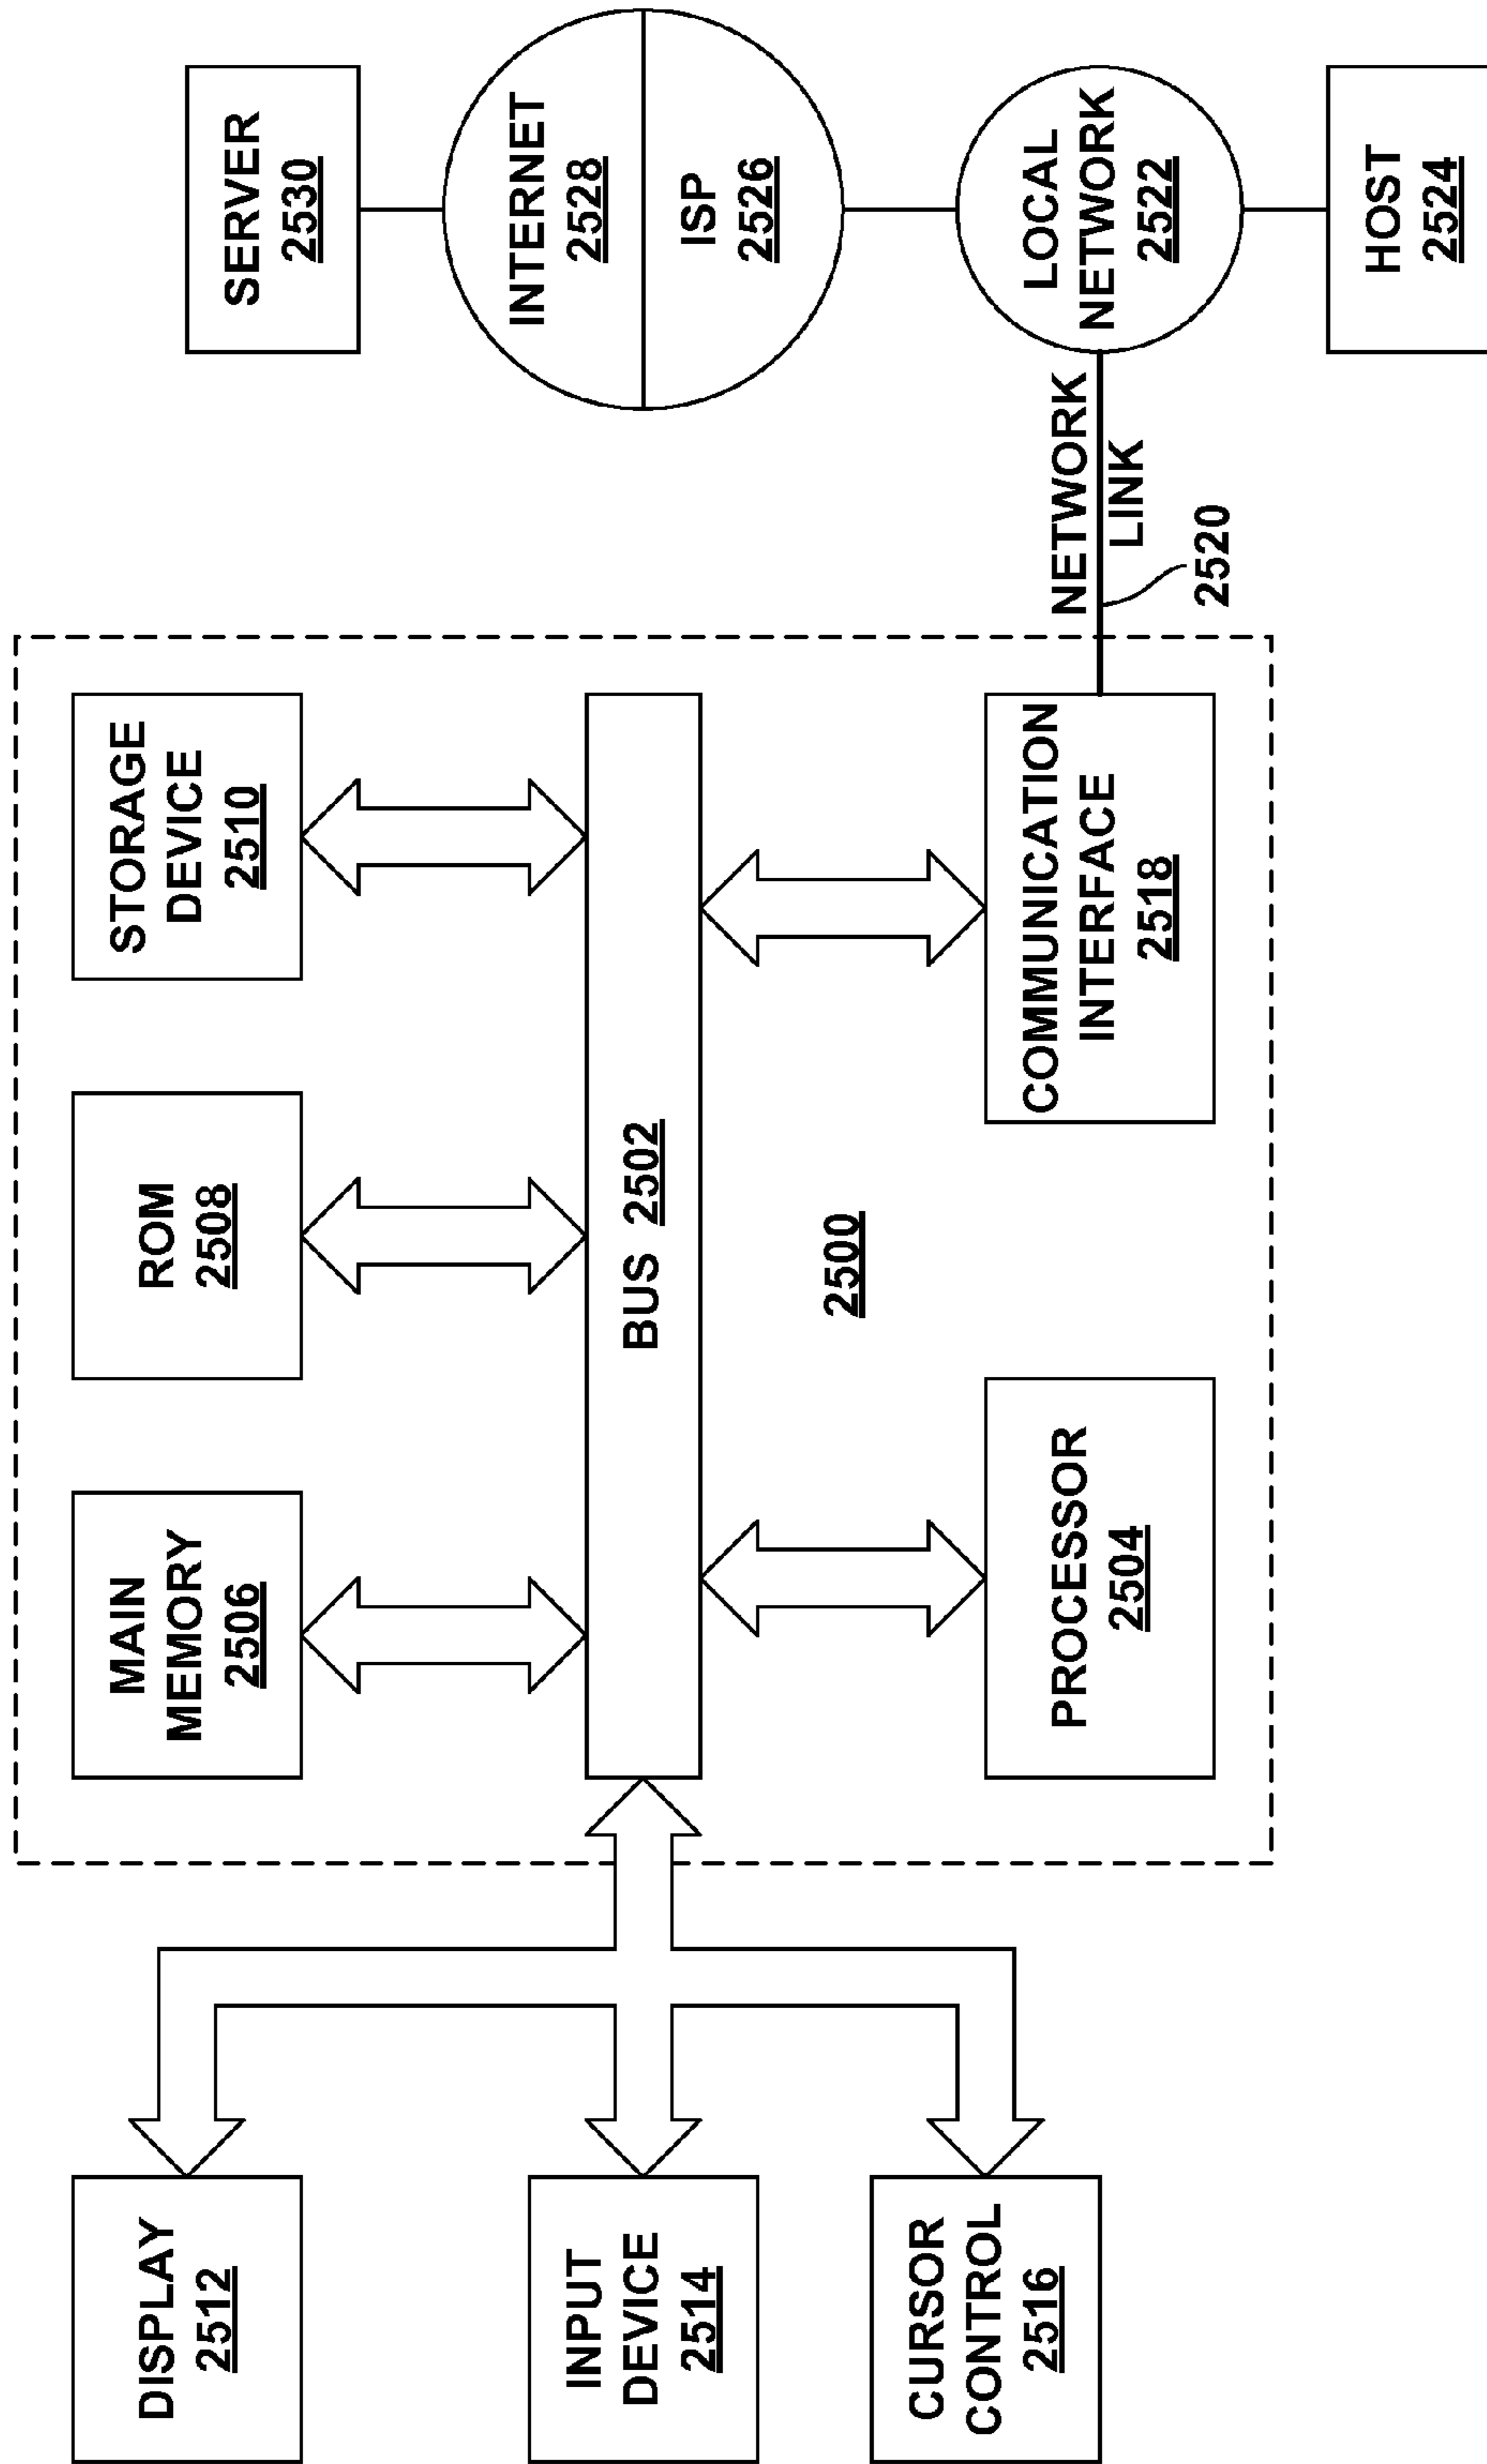 DISPLAY
2512
INPUT
DEVICE
2514
CURSOR
CONTROL
2516
MAIN
MEMORY
2506
ROM
2508
STORAGE
DEVICE
2510
BUS 2502
2500
PROCESSOR
2504
COMMUNICATION
INTERFACE
2518
NETWORK
LINK
2520
SERVER
2530
INTERNET
2528
ISP
2526
LOCAL
NETWORK
2522
HOST
2524